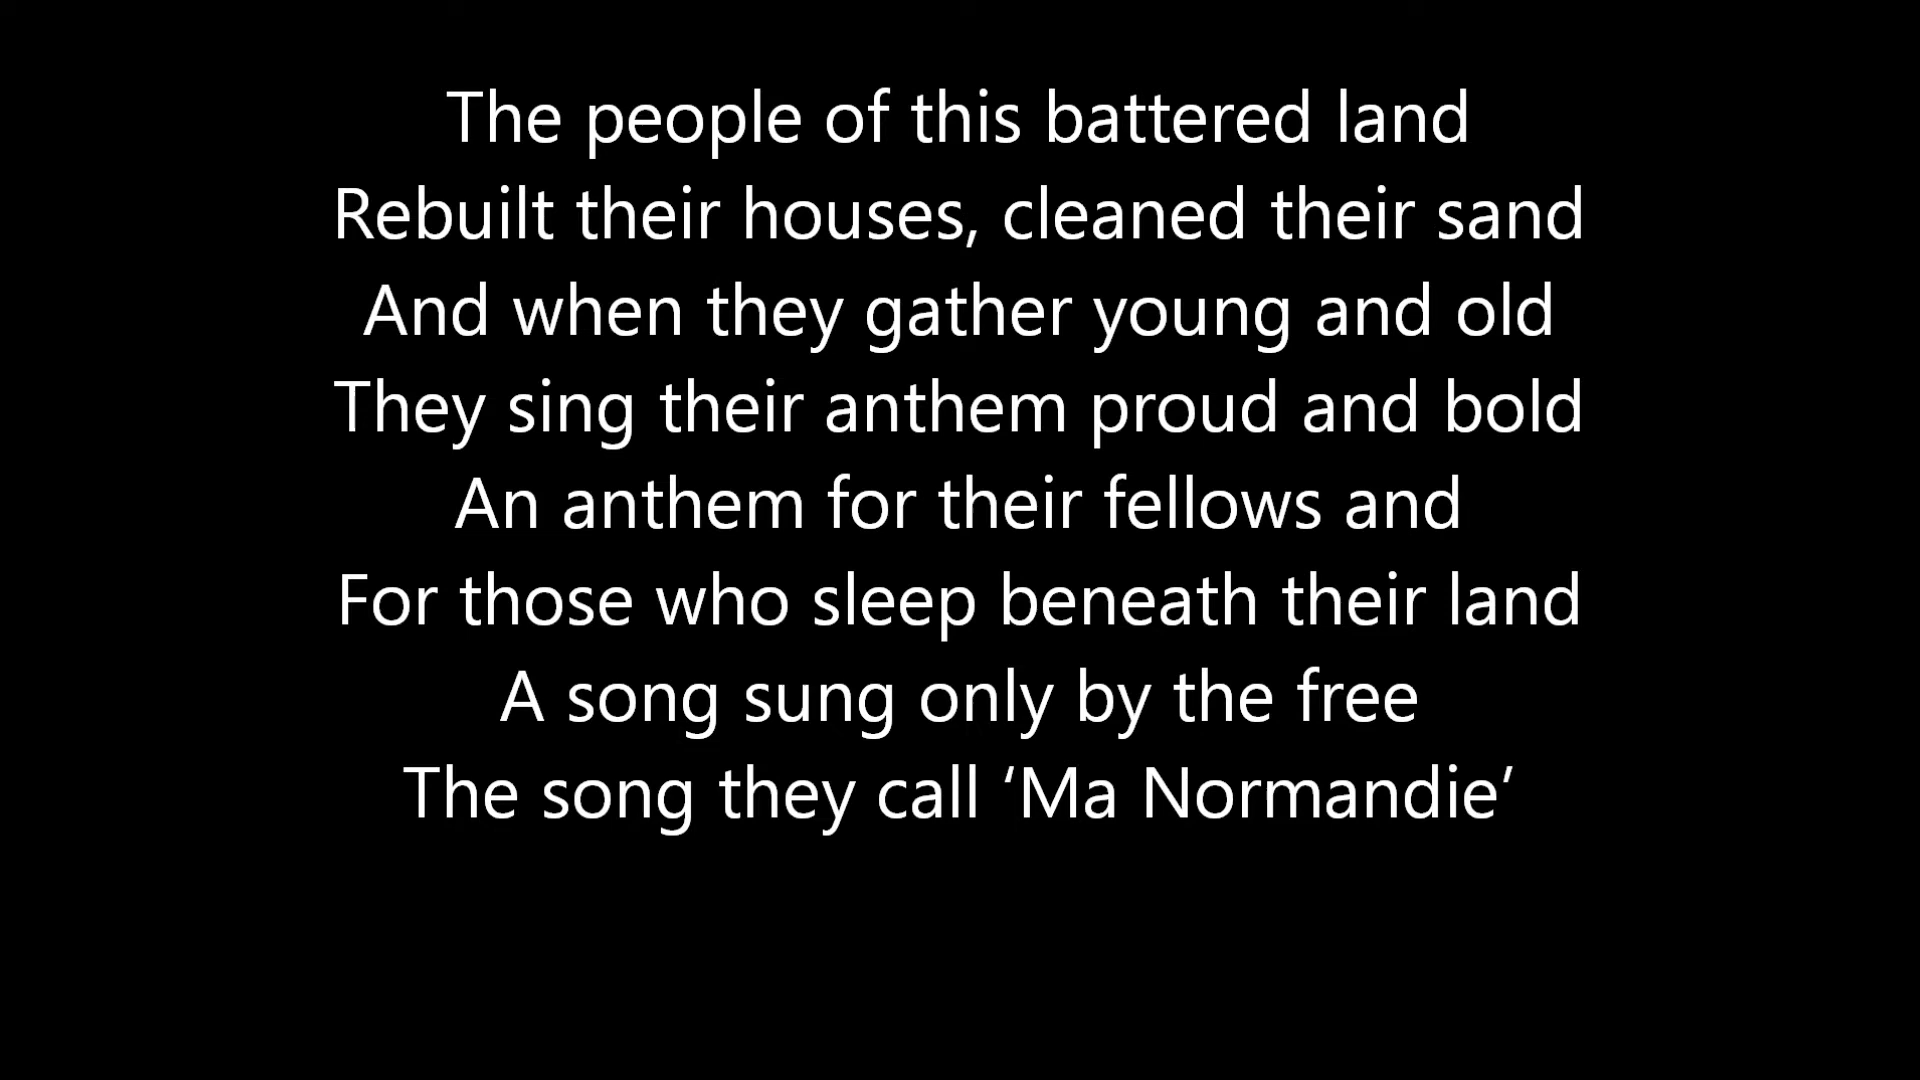 The people of this battered land
Rebuilt their houses, cleaned their sand
And when they gather young and old
They sing their anthem proud and bold
An anthem for their fellows and
For those who sleep beneath their land
A song sung only by the free
The song they call ‘Ma Normandie’